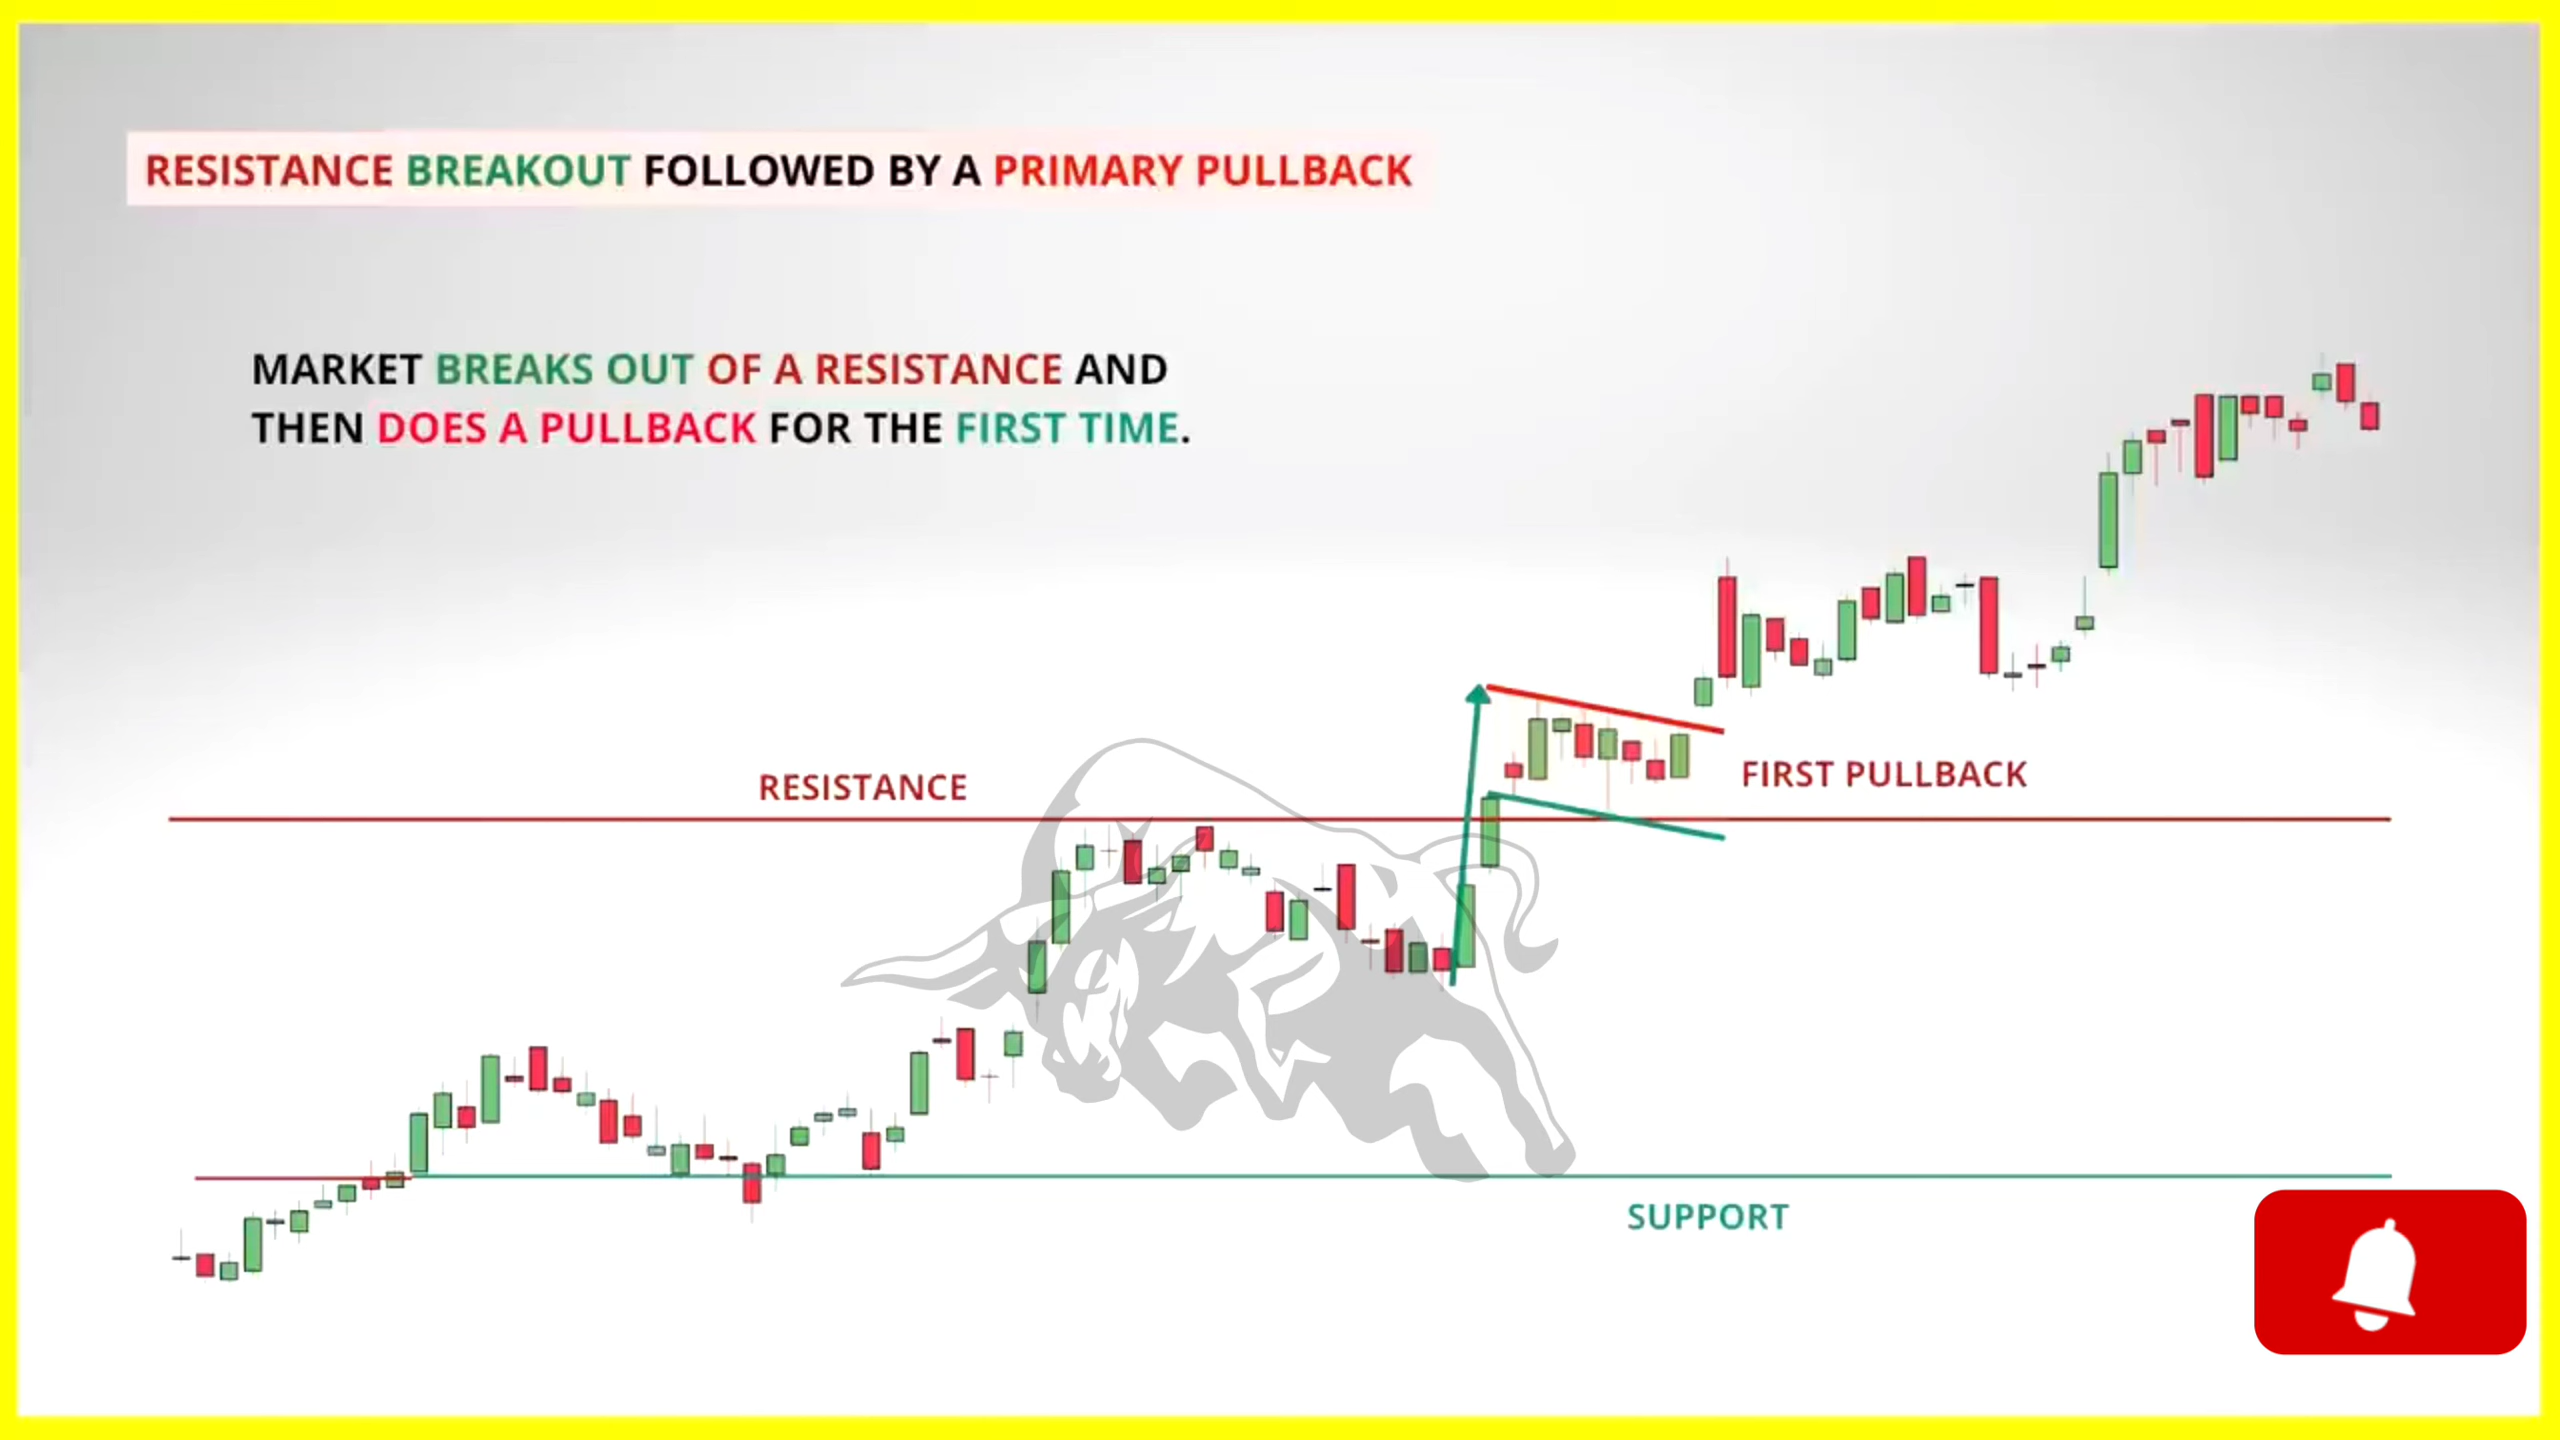 RESISTANCE BREAKOUT FOLLOWED BY A PRIMARY PULLBACK
MARKET BREAKS OUT OF A RESISTANCE AND
THEN DOES A PULLBACK FOR THE FIRST TIME.
RESISTANCE
FIRST PULLBACK
SUPPORT